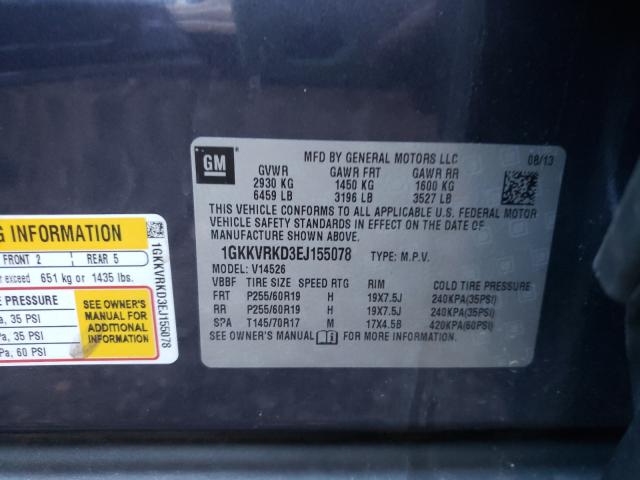 GM
MFD BY GENERAL MOTORS LLC 08/13
GVWR GAWR FRT GAWR RR
2930 KG 1450 KG 1600 KG
6459 LB 3196 LB 3527 LB
THIS VEHICLE CONFORMS TO ALL APPLICABLE U.S. FEDERAL MOTOR
VEHICLE SAFETY STANDARDS IN EFFECT ON THE DATE OF
MANUFACTURE SHOWN ABOVE.
1GKKVRKD3EJ155078 TYPE: M.P.V.
MODEL: V14526
VBBF TIRE SIZE SPEED RTG RIM COLD TIRE PRESSURE
FRT P255/60R19 H 19X7.5J 240KPA(35PSI)
RR P255/60R19 H 19X7.5J 240KPA(35PSI)
SPA T145/70R17 M 17X4.5B 420KPA(60PSI)
SEE OWNER'S MANUAL FOR MORE INFORMATION.
G INFORMATION
FRONT 2 REAR 5
exceed 651 kg or 1435 lbs.
E PRESSURE
a, 35 PSI
a, 35 PSI
Pa, 60 PSI
SEE OWNER'S
MANUAL FOR
ADDITIONAL
INFORMATION
1GKKVRKD3EJ155078